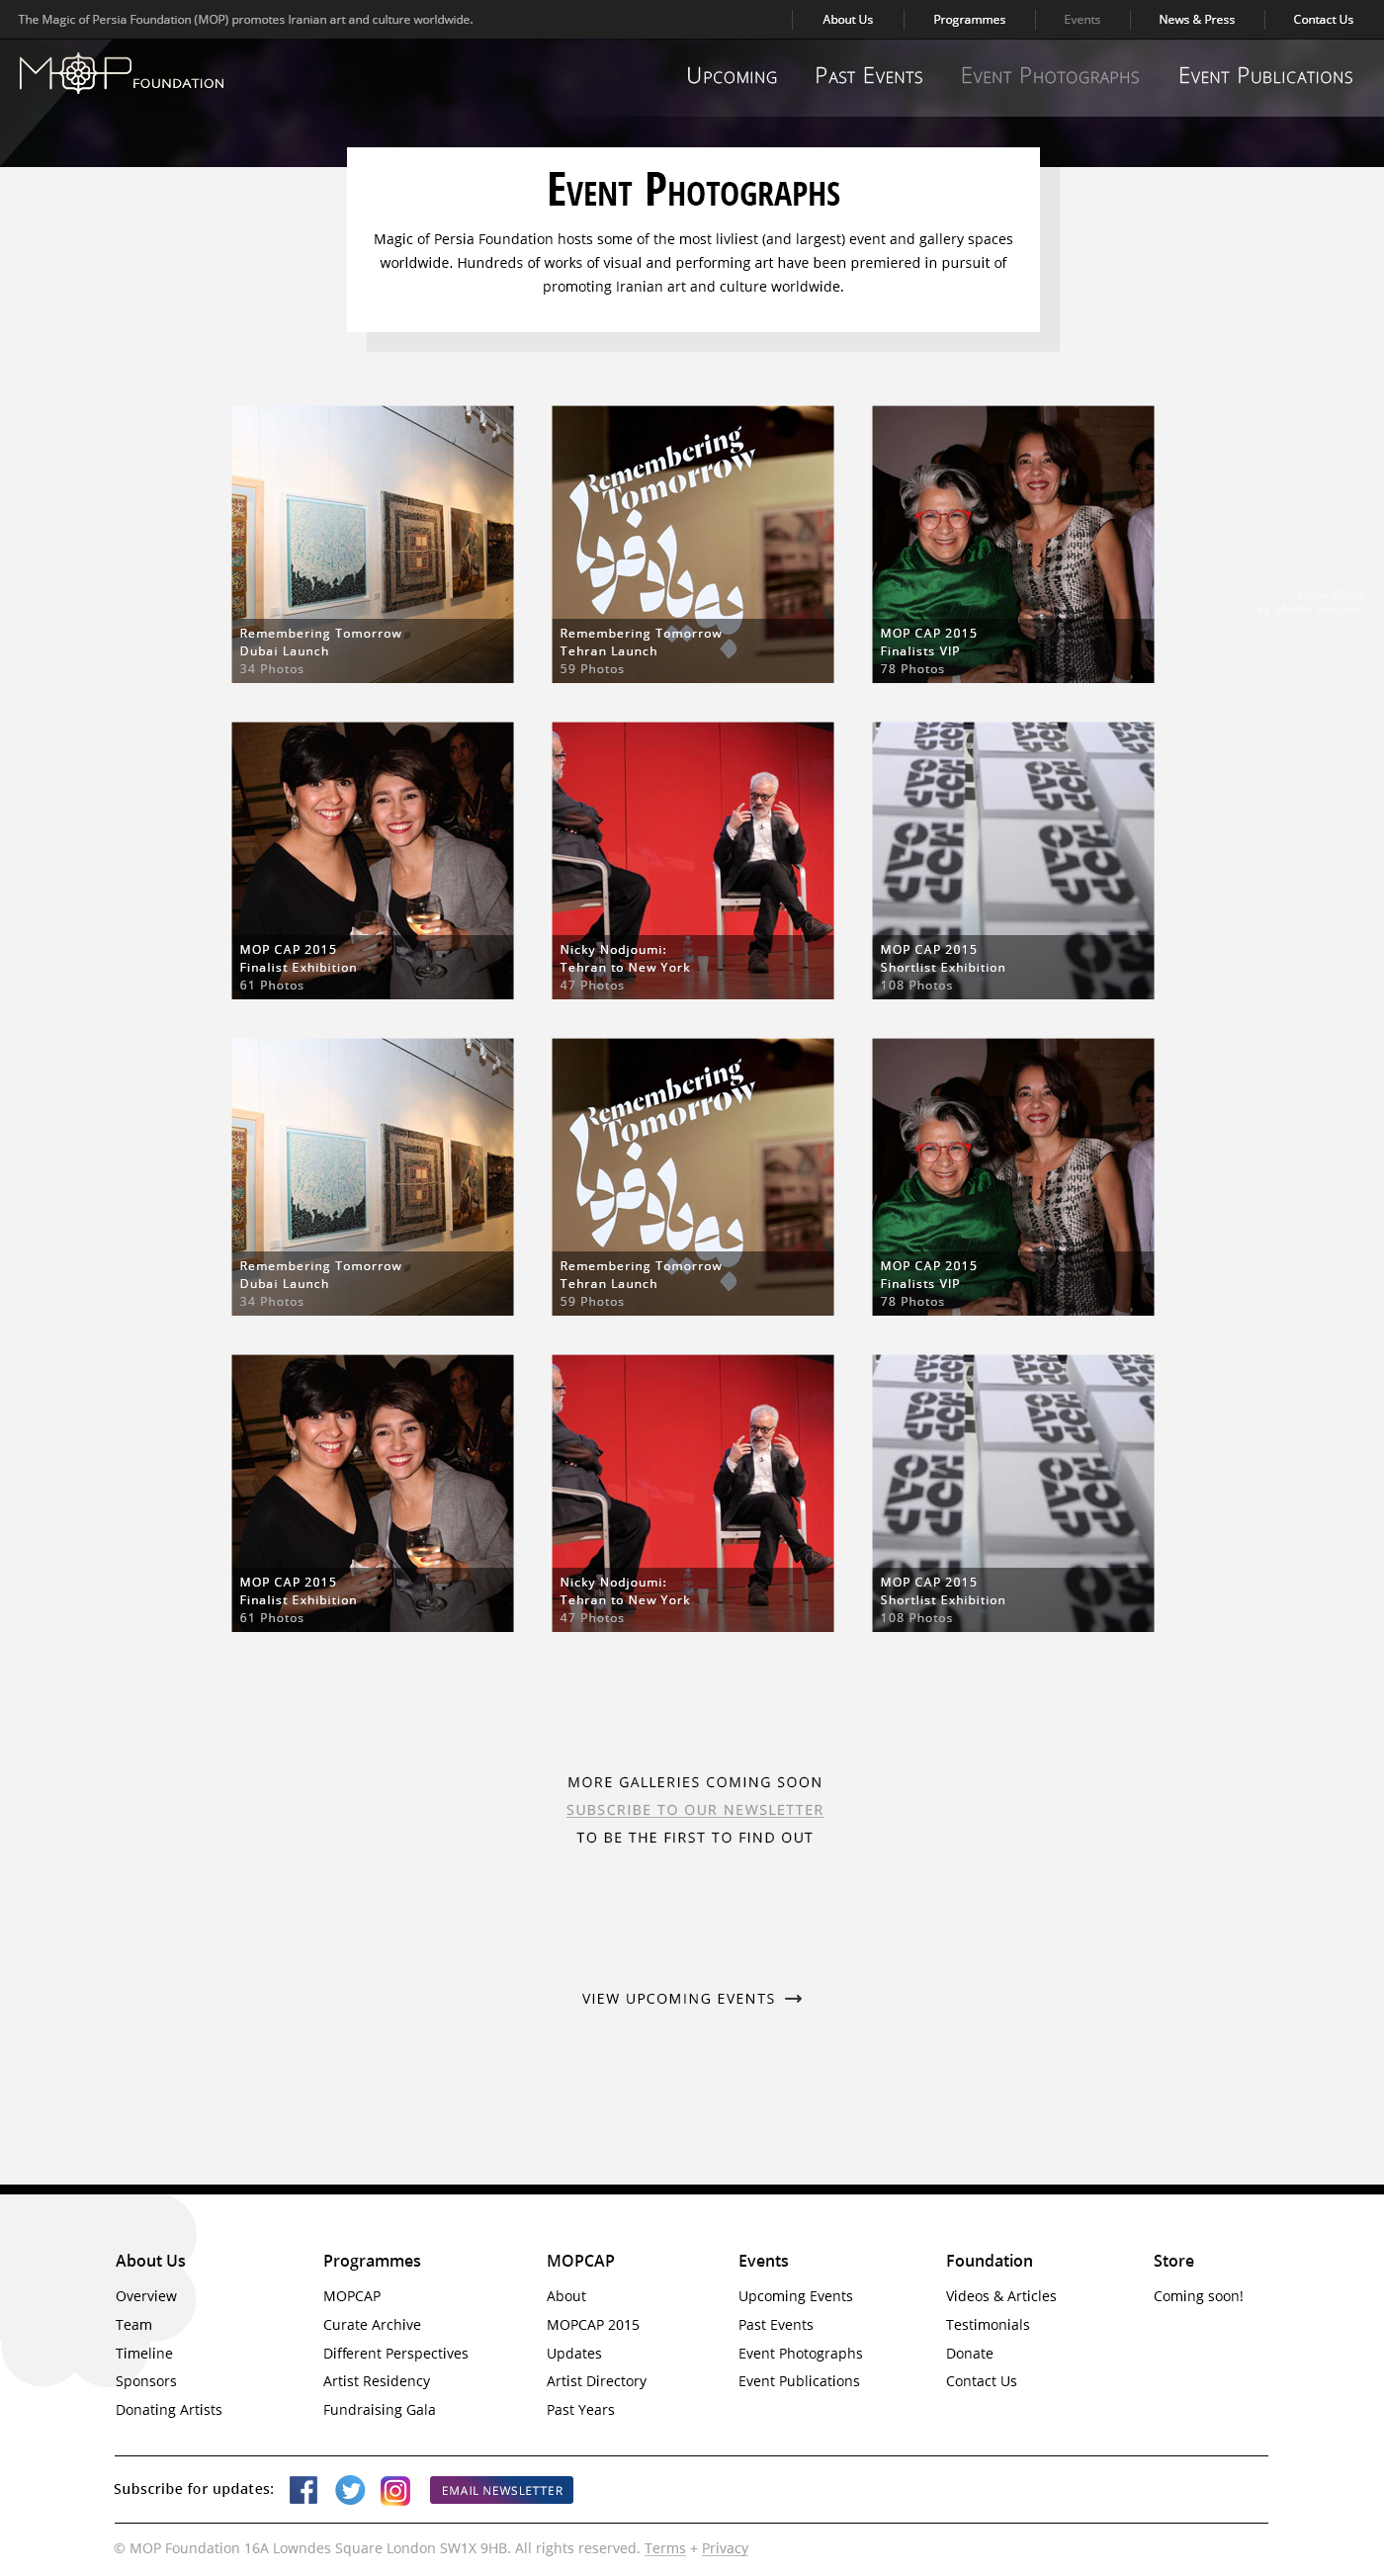 The Magic of Persia Foundation (MOP) promotes Iranian art and culture worldwide.
About Us
Programmes
Events
News & Press
Contact Us
MOP FOUNDATION
Upcoming
Past Events
Event Photographs
Event Publications
Event Photographs
Magic of Persia Foundation hosts some of the most livliest (and largest) event and gallery spaces
worldwide. Hundreds of works of visual and performing art have been premiered in pursuit of
promoting Iranian art and culture worldwide.
Remembering Tomorrow
Dubai Launch
34 Photos
Remembering
Tomorrow
Remembering Tomorrow
Tehran Launch
59 Photos
MOP CAP 2015
Finalists VIP
78 Photos
MOP CAP 2015
Finalist Exhibition
61 Photos
Nicky Nodjoumi:
Tehran to New York
47 Photos
MOP CAP 2015
Shortlist Exhibition
108 Photos
Remembering Tomorrow
Dubai Launch
34 Photos
Remembering
Tomorrow
Remembering Tomorrow
Tehran Launch
59 Photos
MOP CAP 2015
Finalists VIP
78 Photos
MOP CAP 2015
Finalist Exhibition
61 Photos
Nicky Nodjoumi:
Tehran to New York
47 Photos
MOP CAP 2015
Shortlist Exhibition
108 Photos
MORE GALLERIES COMING SOON
SUBSCRIBE TO OUR NEWSLETTER
TO BE THE FIRST TO FIND OUT
VIEW UPCOMING EVENTS →
About Us
Overview
Team
Timeline
Sponsors
Donating Artists
Programmes
MOPCAP
Curate Archive
Different Perspectives
Artist Residency
Fundraising Gala
MOPCAP
About
MOPCAP 2015
Updates
Artist Directory
Past Years
Events
Upcoming Events
Past Events
Event Photographs
Event Publications
Foundation
Videos & Articles
Testimonials
Donate
Contact Us
Store
Coming soon!
Subscribe for updates:
EMAIL NEWSLETTER
© MOP Foundation 16A Lowndes Square London SW1X 9HB. All rights reserved. Terms + Privacy